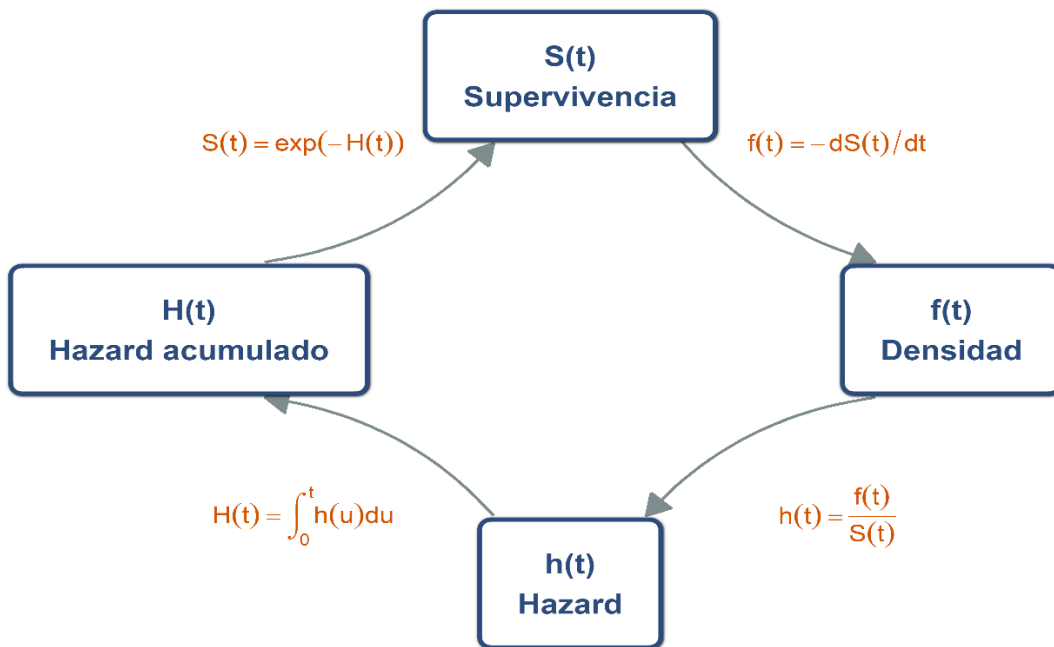 S(t)
Supervivencia
S(t) = exp(−H(t))
f(t) = −dS(t)/dt
H(t)
Hazard acumulado
f(t)
Densidad
H(t) = ∫₀ᵗ h(u)du
h(t) = f(t)/S(t)
h(t)
Hazard